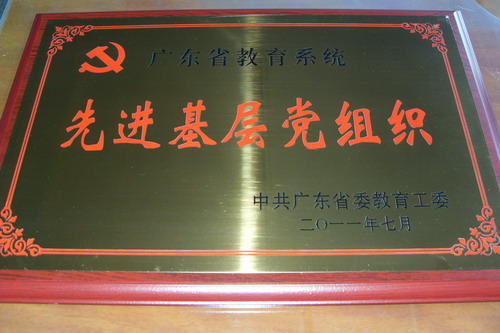 广东省教育系统
先进基层党组织
中共广东省委教育工委
二〇一一年七月